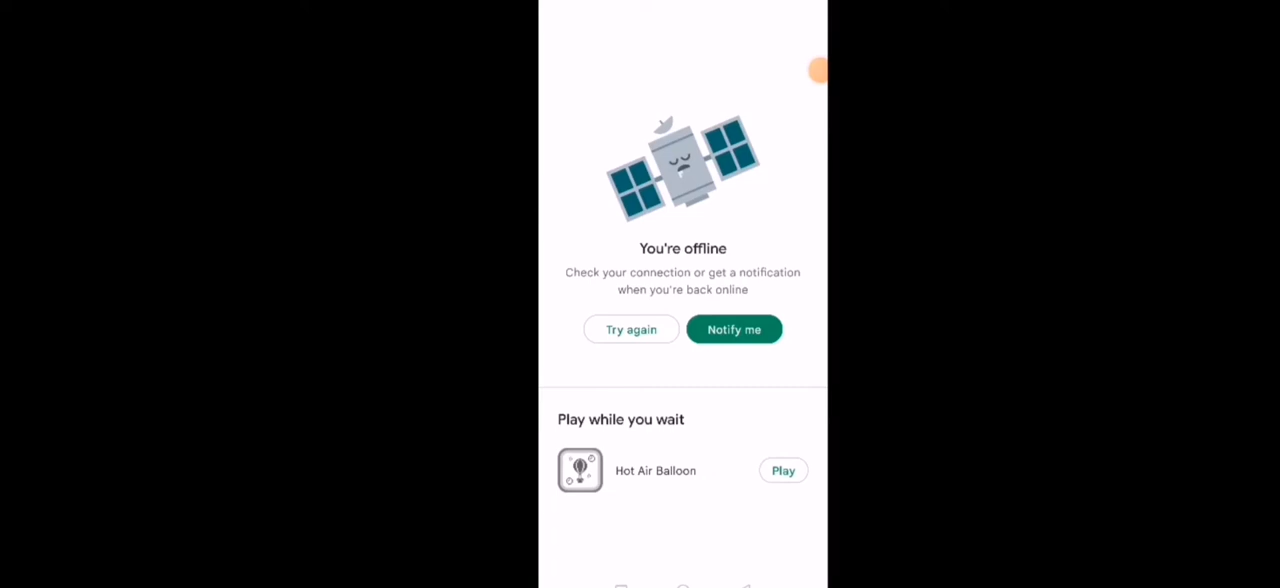 You're offline
Check your connection or get a notification
when you're back online
Try again
Notify me
Play while you wait
Hot Air Balloon
Play